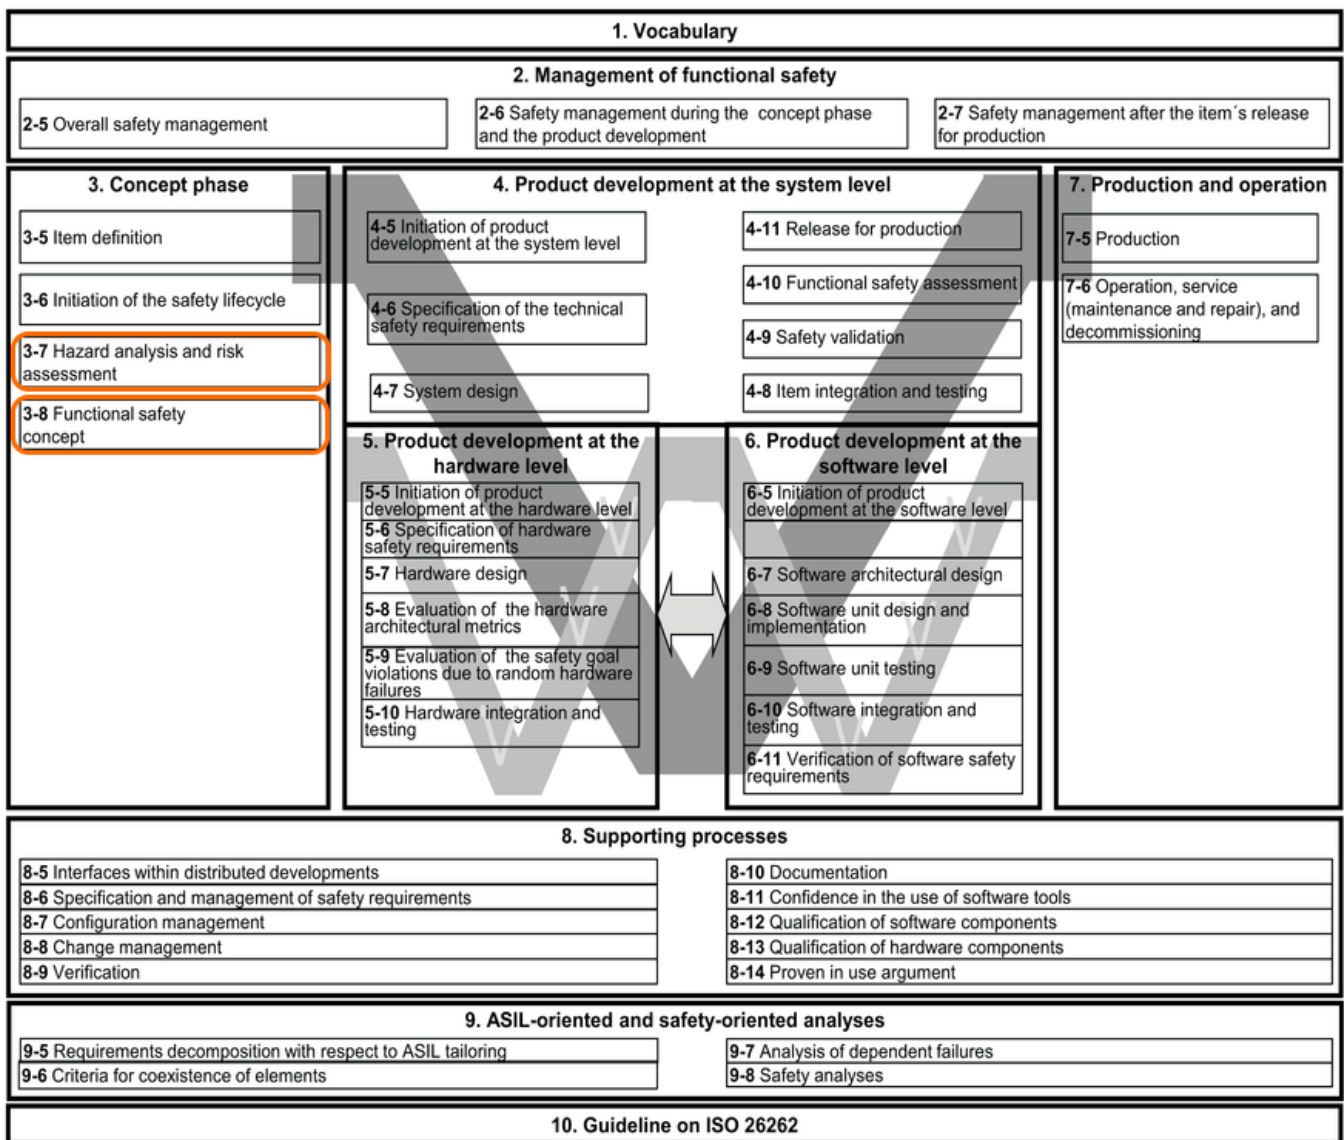 1. Vocabulary
2. Management of functional safety
2-5 Overall safety management
2-6 Safety management during the concept phase
and the product development
2-7 Safety management after the item´s release
for production
3. Concept phase
3-5 Item definition
3-6 Initiation of the safety lifecycle
3-7 Hazard analysis and risk
assessment
3-8 Functional safety
concept
4. Product development at the system level
4-5 Initiation of product
development at the system level
4-6 Specification of the technical
safety requirements
4-7 System design
4-11 Release for production
4-10 Functional safety assessment
4-9 Safety validation
4-8 Item integration and testing
7. Production and operation
7-5 Production
7-6 Operation, service
(maintenance and repair), and
decommissioning
5. Product development at the
hardware level
5-5 Initiation of product
development at the hardware level
5-6 Specification of hardware
safety requirements
5-7 Hardware design
5-8 Evaluation of the hardware
architectural metrics
5-9 Evaluation of the safety goal
violations due to random hardware
failures
5-10 Hardware integration and
testing
6. Product development at the
software level
6-5 Initiation of product
development at the software level
6-7 Software architectural design
6-8 Software unit design and
implementation
6-9 Software unit testing
6-10 Software integration and
testing
6-11 Verification of software safety
requirements
8. Supporting processes
8-5 Interfaces within distributed developments
8-6 Specification and management of safety requirements
8-7 Configuration management
8-8 Change management
8-9 Verification
8-10 Documentation
8-11 Confidence in the use of software tools
8-12 Qualification of software components
8-13 Qualification of hardware components
8-14 Proven in use argument
9. ASIL-oriented and safety-oriented analyses
9-5 Requirements decomposition with respect to ASIL tailoring
9-6 Criteria for coexistence of elements
9-7 Analysis of dependent failures
9-8 Safety analyses
10. Guideline on ISO 26262